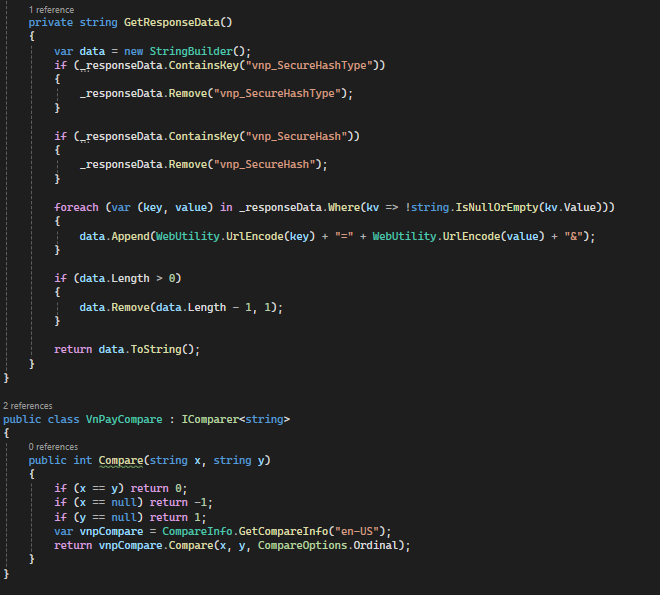 1 reference
private string GetResponseData()
{
var data = new StringBuilder();
if (_responseData.ContainsKey("vnp_SecureHashType"))
{
_responseData.Remove("vnp_SecureHashType");
}
if (_responseData.ContainsKey("vnp_SecureHash"))
{
_responseData.Remove("vnp_SecureHash");
}
foreach (var (key, value) in _responseData.Where(kv => !string.IsNullOrEmpty(kv.Value)))
{
data.Append(WebUtility.UrlEncode(key) + "=" + WebUtility.UrlEncode(value) + "&");
}
if (data.Length > 0)
{
data.Remove(data.Length - 1, 1);
}
return data.ToString();
}
}
2 references
public class VnPayCompare : IComparer<string>
{
0 references
public int Compare(string x, string y)
{
if (x == y) return 0;
if (x == null) return -1;
if (y == null) return 1;
var vnpCompare = CompareInfo.GetCompareInfo("en-US");
return vnpCompare.Compare(x, y, CompareOptions.Ordinal);
}
}